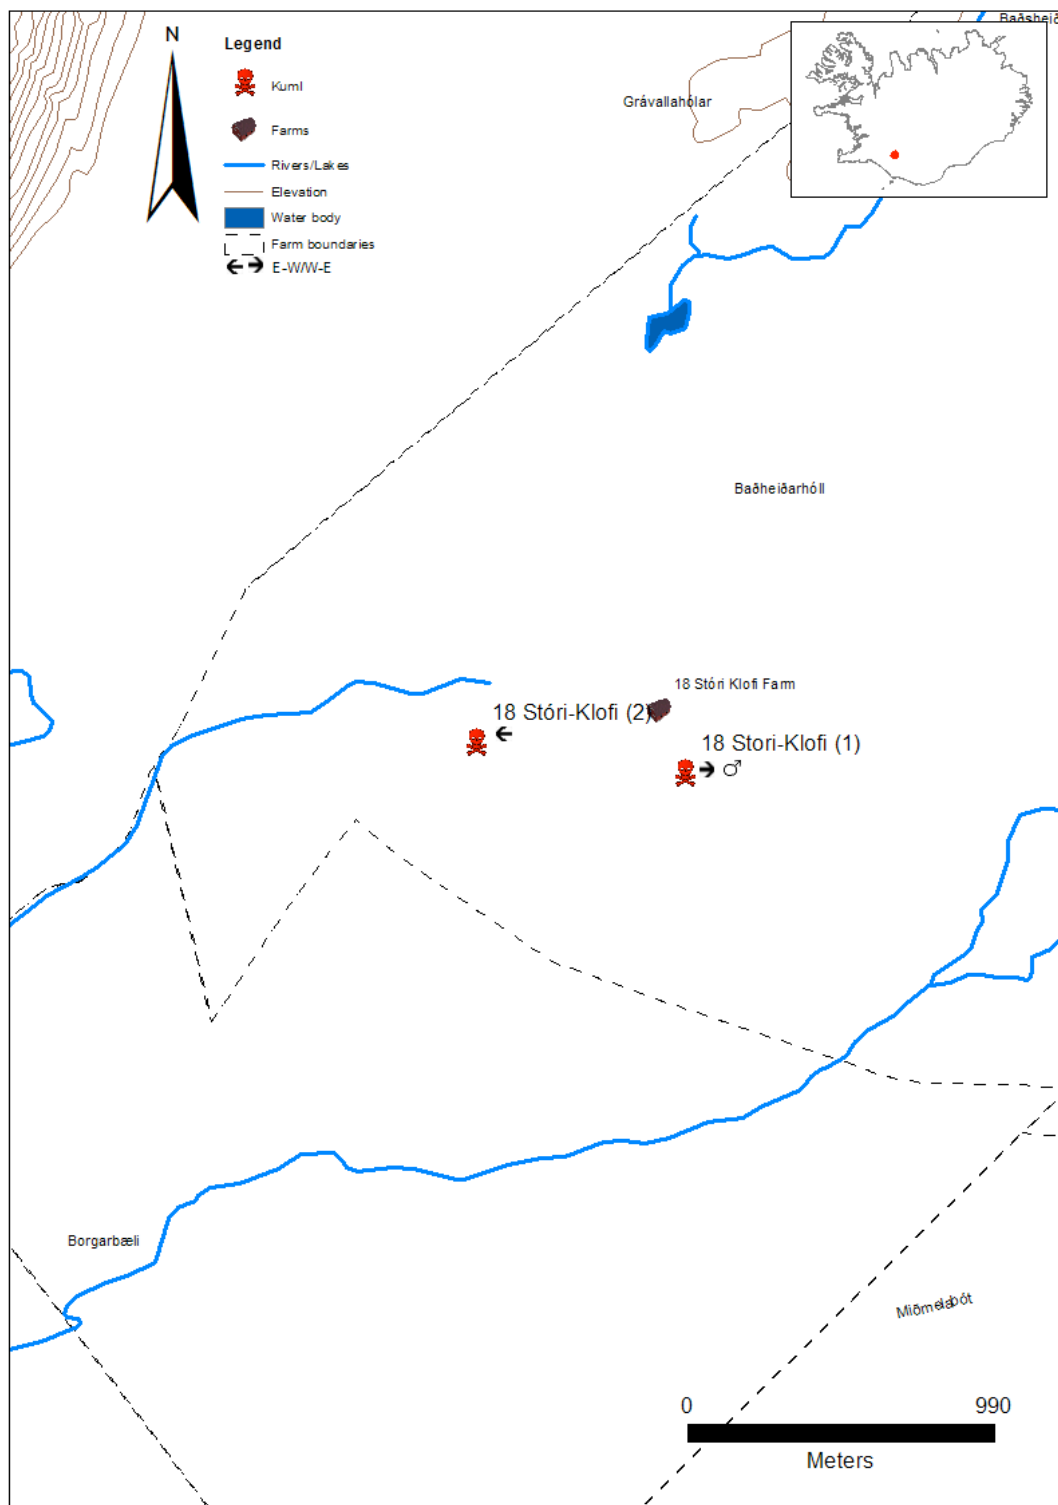 Baðsheið
N
Legend
Kuml
Farms
Rivers/Lakes
Elevation
Water body
Farm boundaries
E-W/W-E
Grávallahólar
Baðheiðarhóll
18 Stóri Klofi Farm
18 Stóri-Klofi (2)
18 Stori-Klofi (1)
♂
Borgarbæli
Miðmelabót
0 990
Meters